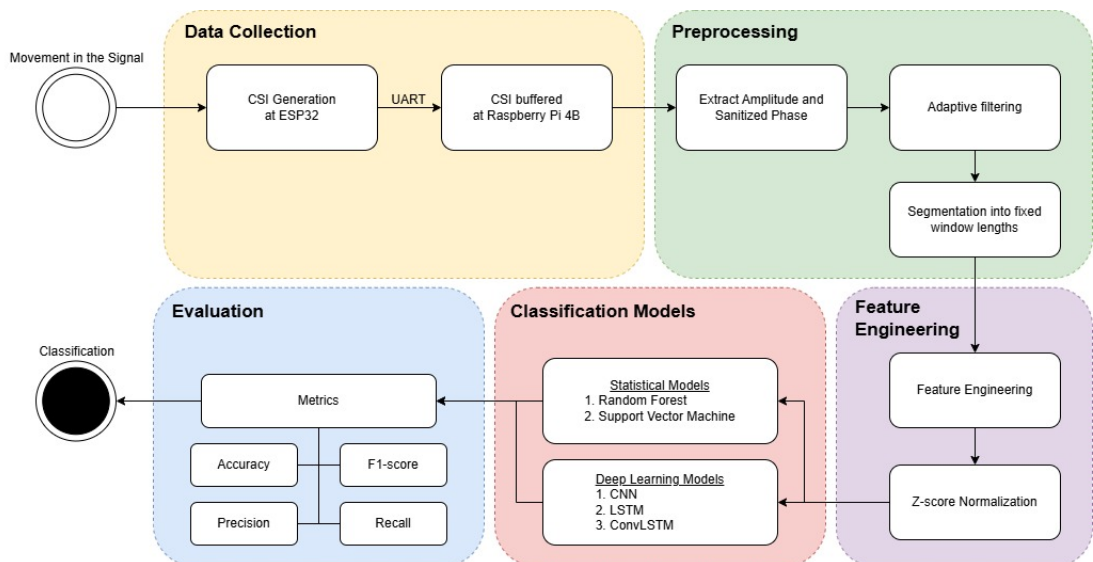 Data Collection
Preprocessing
Movement in the Signal
CSI Generation
at ESP32
UART
CSI buffered
at Raspberry Pi 4B
Extract Amplitude and
Sanitized Phase
Adaptive filtering
Segmentation into fixed
window lengths
Evaluation
Classification Models
Feature
Engineering
Classification
Metrics
Accuracy
F1-score
Precision
Recall
Statistical Models
1. Random Forest
2. Support Vector Machine
Deep Learning Models
1. CNN
2. LSTM
3. ConvLSTM
Feature Engineering
Z-score Normalization